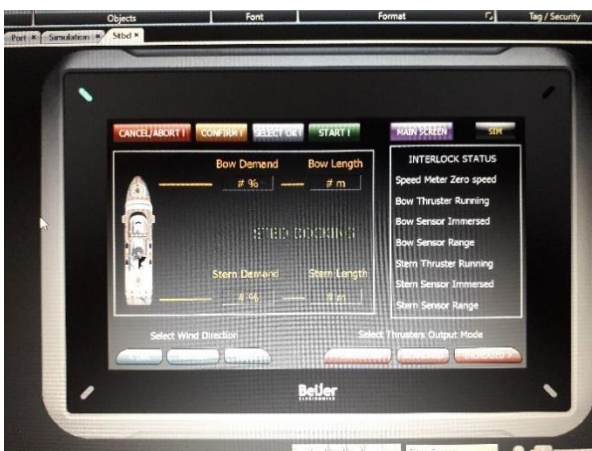 Objects Font Format Tag / Security
Port Simulation Stbd
CANCEL/ABORT ! CONFIRM ! SELECT OK ! START ! MAIN SCREEN SIM
Bow Demand Bow Length
# % # m
STBD DOCKING
Stern Demand Stern Length
# % # m
INTERLOCK STATUS
Speed Meter Zero speed
Bow Thruster Running
Bow Sensor Immersed
Bow Sensor Range
Stern Thruster Running
Stern Sensor Immersed
Stern Sensor Range
Select Wind Direction Select Thrusters Output Mode
Beijer
ELECTRONICS